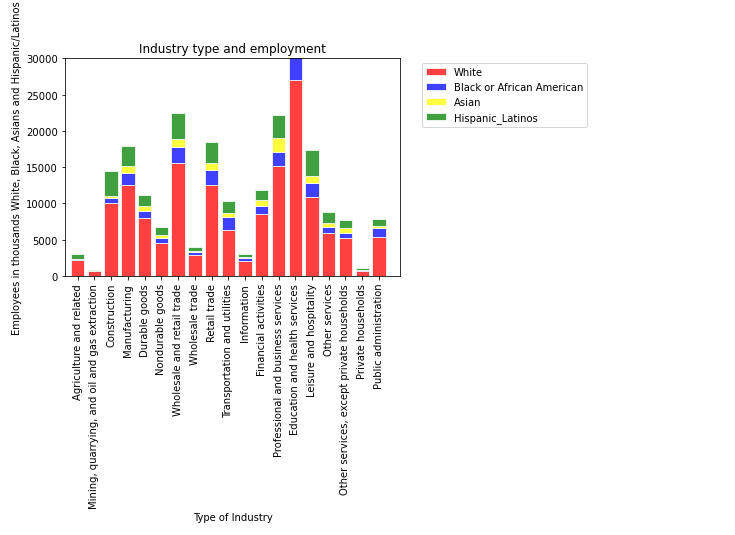 Industry type and employment
Employees in thousands White, Black, Asians and Hispanic/Latinos
30000
25000
20000
15000
10000
5000
0
White
Black or African American
Asian
Hispanic_Latinos
Agriculture and related
Mining, quarrying, and oil and gas extraction
Construction
Manufacturing
Durable goods
Nondurable goods
Wholesale and retail trade
Wholesale trade
Retail trade
Transportation and utilities
Information
Financial activities
Professional and business services
Education and health services
Leisure and hospitality
Other services
Other services, except private households
Private households
Public administration
Type of Industry